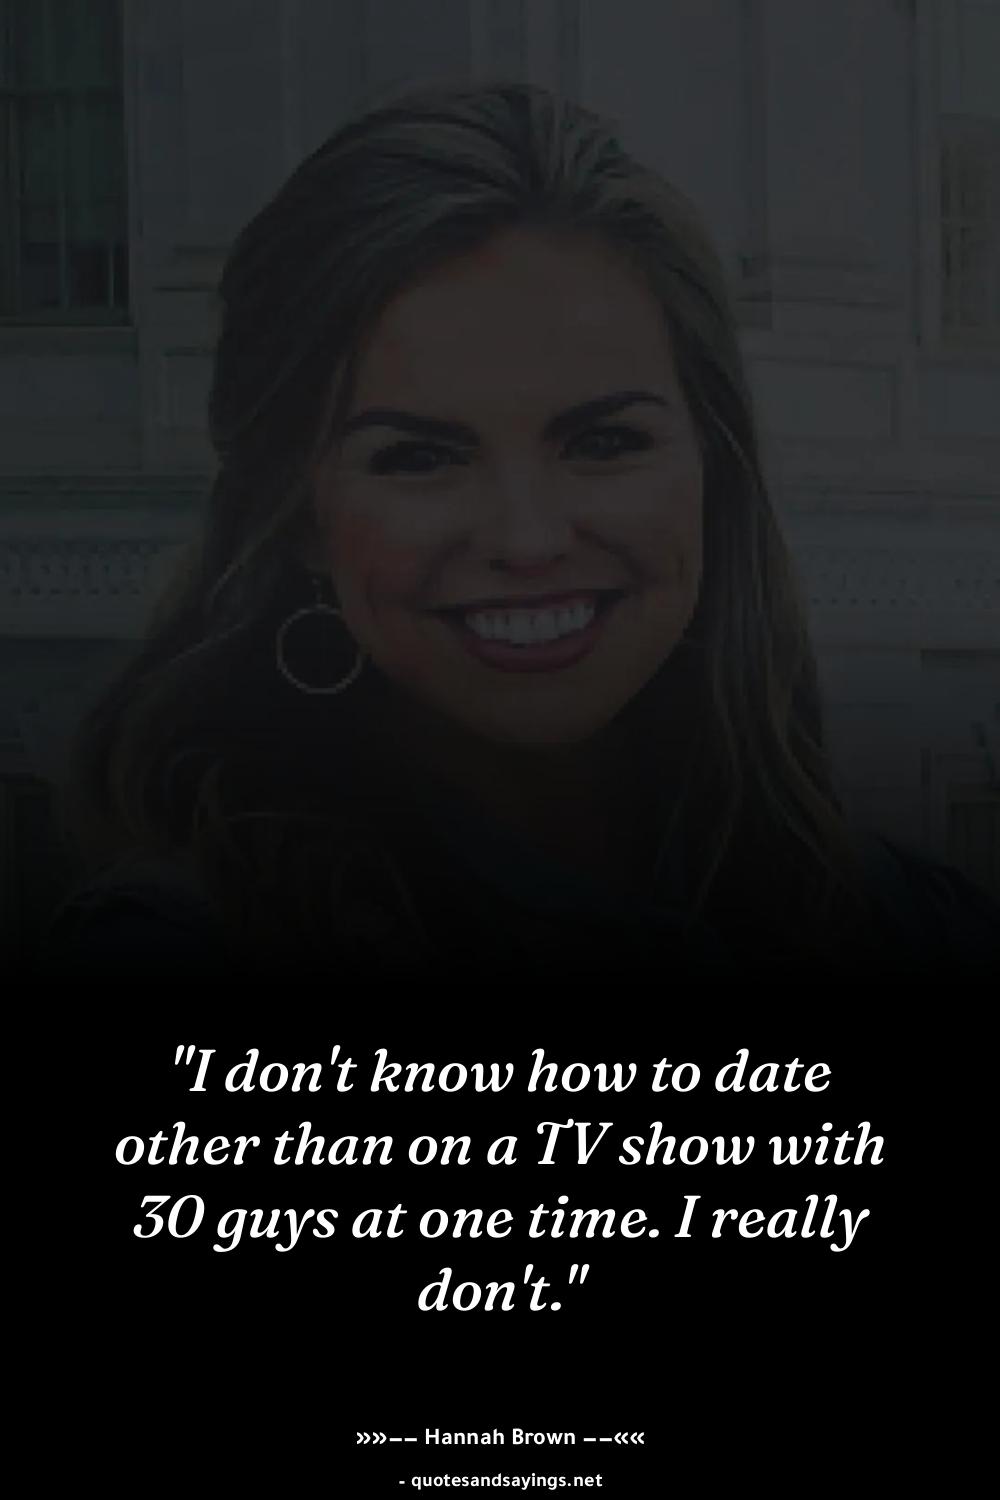 "I don't know how to date
other than on a TV show with
30 guys at one time. I really
don't."
»»−− Hannah Brown −−««
- quotesandsayings.net